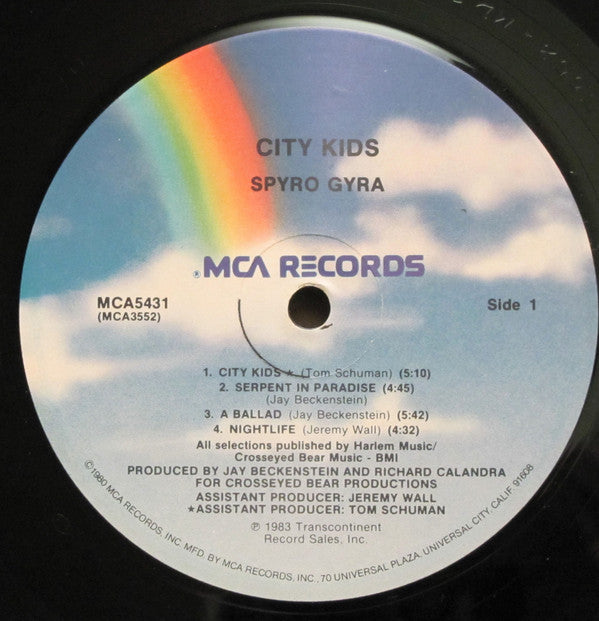 CITY KIDS
SPYRO GYRA
®MCA RECORDS
MCA5431
(MCA3552)
Side 1
1. CITY KIDS ★ (Tom Schuman) (5:10)
2. SERPENT IN PARADISE (4:45)
(Jay Beckenstein)
3. A BALLAD (Jay Beckenstein) (5:42)
4. NIGHTLIFE (Jeremy Wall) (4:32)
All selections published by Harlem Music/
Crosseyed Bear Music - BMI
PRODUCED BY JAY BECKENSTEIN AND RICHARD CALANDRA
FOR CROSSEYED BEAR PRODUCTIONS
ASSISTANT PRODUCER: JEREMY WALL
★ASSISTANT PRODUCER: TOM SCHUMAN
℗ 1983 Transcontinent
Record Sales, Inc.
©1980 MCA RECORDS, INC. MFD. BY MCA RECORDS, INC., 70 UNIVERSAL PLAZA, UNIVERSAL CITY, CALIF. 91608